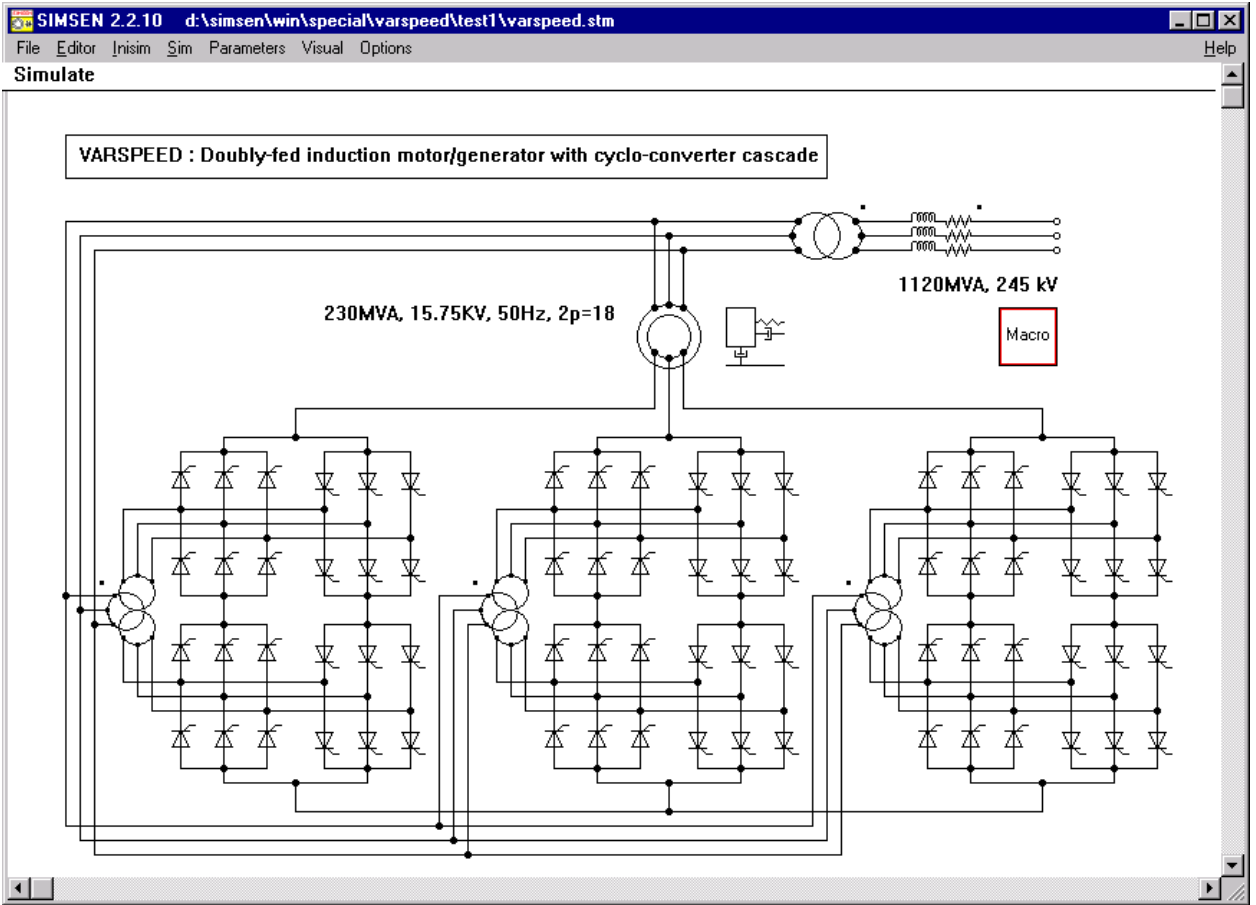 SIMSEN 2.2.10 d:\simsen\win\special\varspeed\test1\varspeed.stm
File Editor Inisim Sim Parameters Visual Options Help
Simulate
VARSPEED : Doubly-fed induction motor/generator with cyclo-converter cascade
1120MVA, 245 kV
230MVA, 15.75KV, 50Hz, 2p=18
Macro